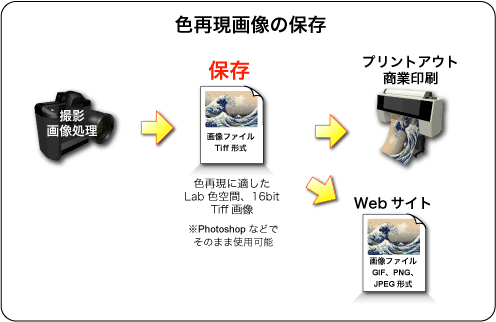 色再現画像の保存
撮影
画像処理
保存
画像ファイル
Tiff 形式
色再現に適した
Lab 色空間、16bit
Tiff 画像
※Photoshop などで
そのまま使用可能
プリントアウト
商業印刷
Web サイト
画像ファイル
GIF、PNG、
JPEG 形式